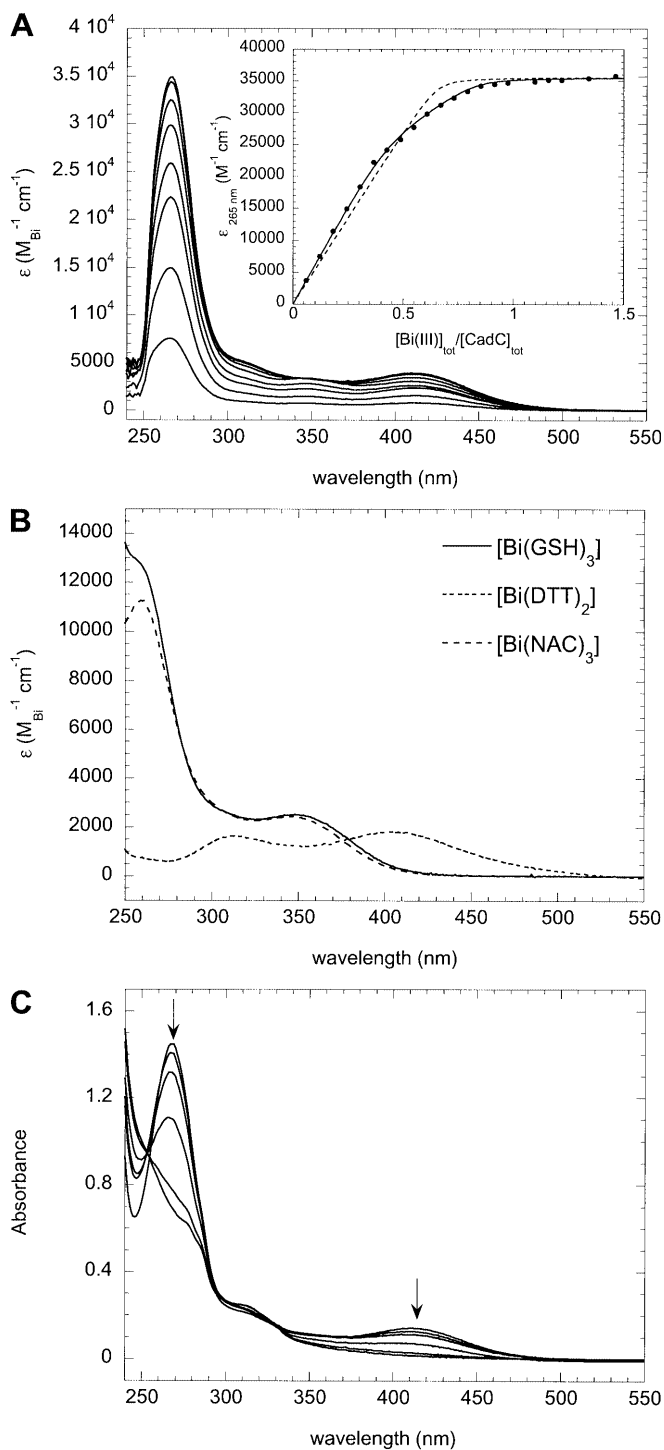 A
ε (M_Bi^-1 cm^-1)
4 10^4
3.5 10^4
3 10^4
2.5 10^4
2 10^4
1.5 10^4
1 10^4
5000
0
250 300 350 400 450 500 550
wavelength (nm)
ε_265 nm (M^-1 cm^-1)
40000
35000
30000
25000
20000
15000
10000
5000
0
0 0.5 1 1.5
[Bi(III)]_tot/[CadC]_tot
B
ε (M_Bi^-1 cm^-1)
14000
12000
10000
8000
6000
4000
2000
0
[Bi(GSH)_3]
[Bi(DTT)_2]
[Bi(NAC)_3]
250 300 350 400 450 500 550
wavelength (nm)
C
Absorbance
1.6
1.2
0.8
0.4
0
250 300 350 400 450 500 550
wavelength (nm)